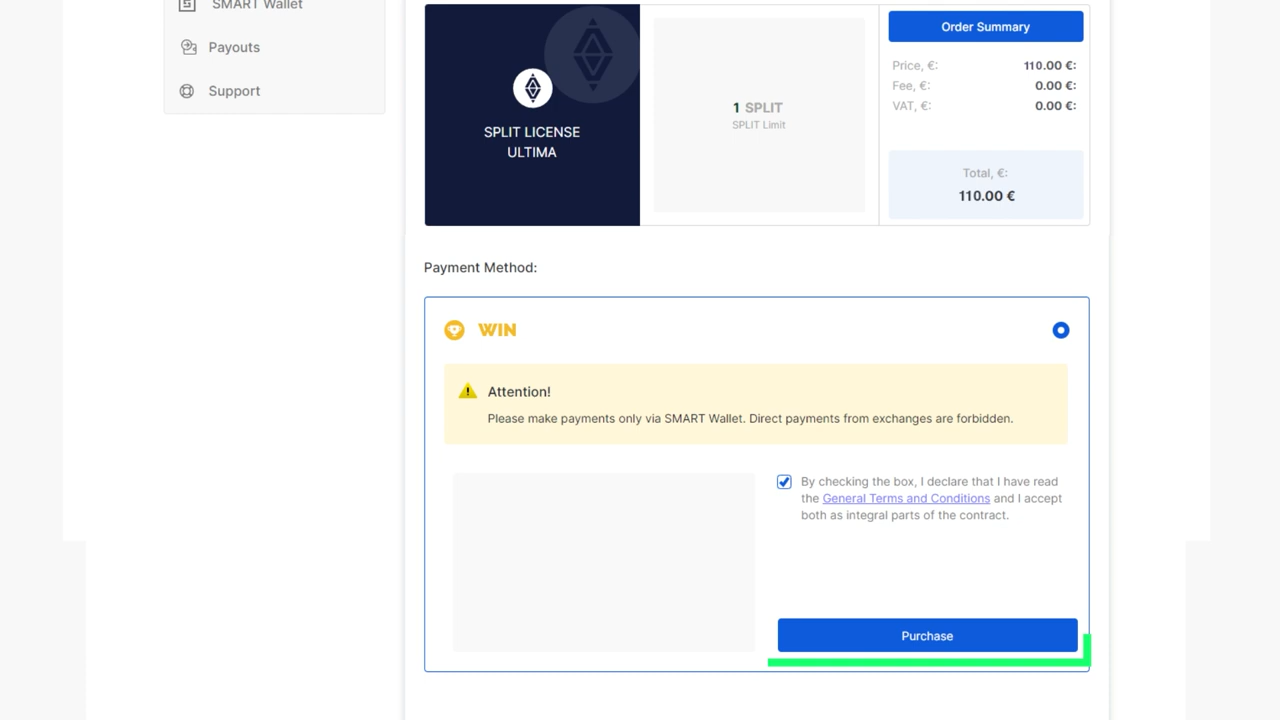 SMART Wallet
Payouts
Support
SPLIT LICENSE
ULTIMA
1 SPLIT
SPLIT Limit
Order Summary
Price, €: 110.00 €:
Fee, €: 0.00 €:
VAT, €: 0.00 €:
Total, €:
110.00 €
Payment Method:
WIN
Attention!
Please make payments only via SMART Wallet. Direct payments from exchanges are forbidden.
By checking the box, I declare that I have read
the General Terms and Conditions and I accept
both as integral parts of the contract.
Purchase